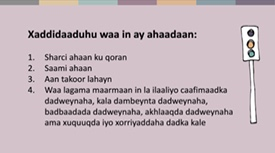 Xaddidaaduhu waa in ay ahaadaan:
1. Sharci ahaan ku qoran
2. Saami ahaan
3. Aan takoor lahayn
4. Waa lagama maarmaan in la ilaaliyo caafimaadka
dadweynaha, kala dambeynta dadweynaha,
badbaadada dadweynaha, akhlaaqda dadweynaha
ama xuquuqda iyo xorriyaddaha dadka kale